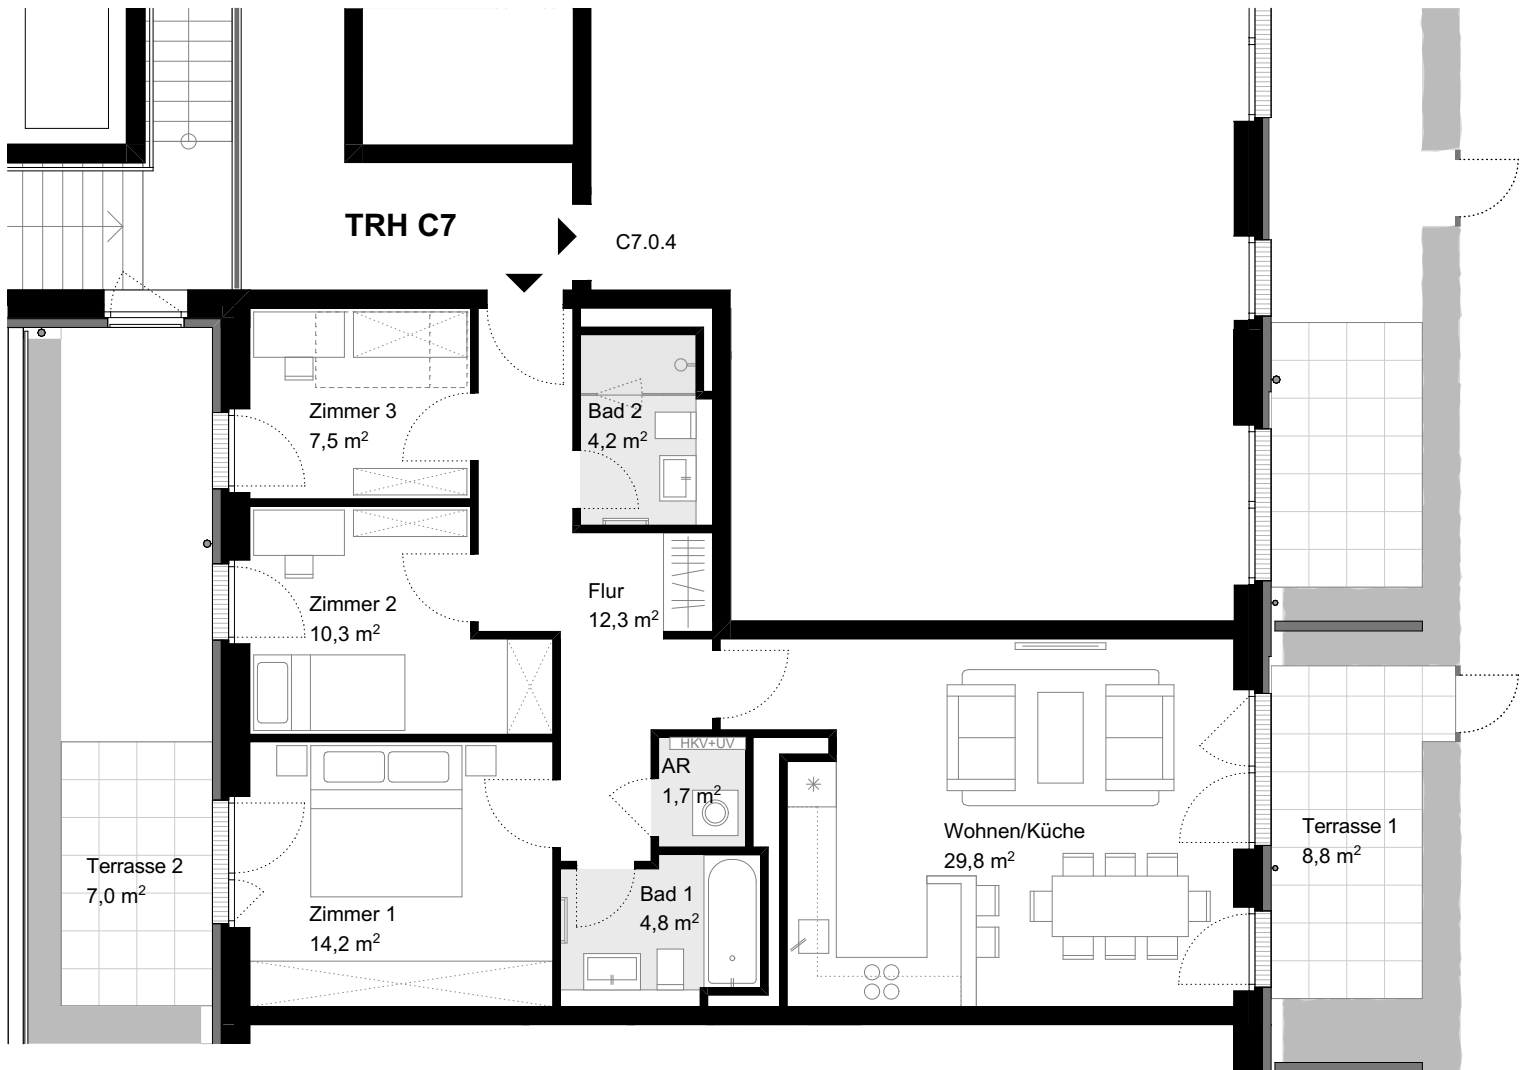 TRH C7
C7.0.4
Zimmer 3
7,5 m²
Bad 2
4,2 m²
Zimmer 2
10,3 m²
Flur
12,3 m²
HKV+UV
AR
1,7 m²
Wohnen/Küche
29,8 m²
Terrasse 1
8,8 m²
Terrasse 2
7,0 m²
Zimmer 1
14,2 m²
Bad 1
4,8 m²